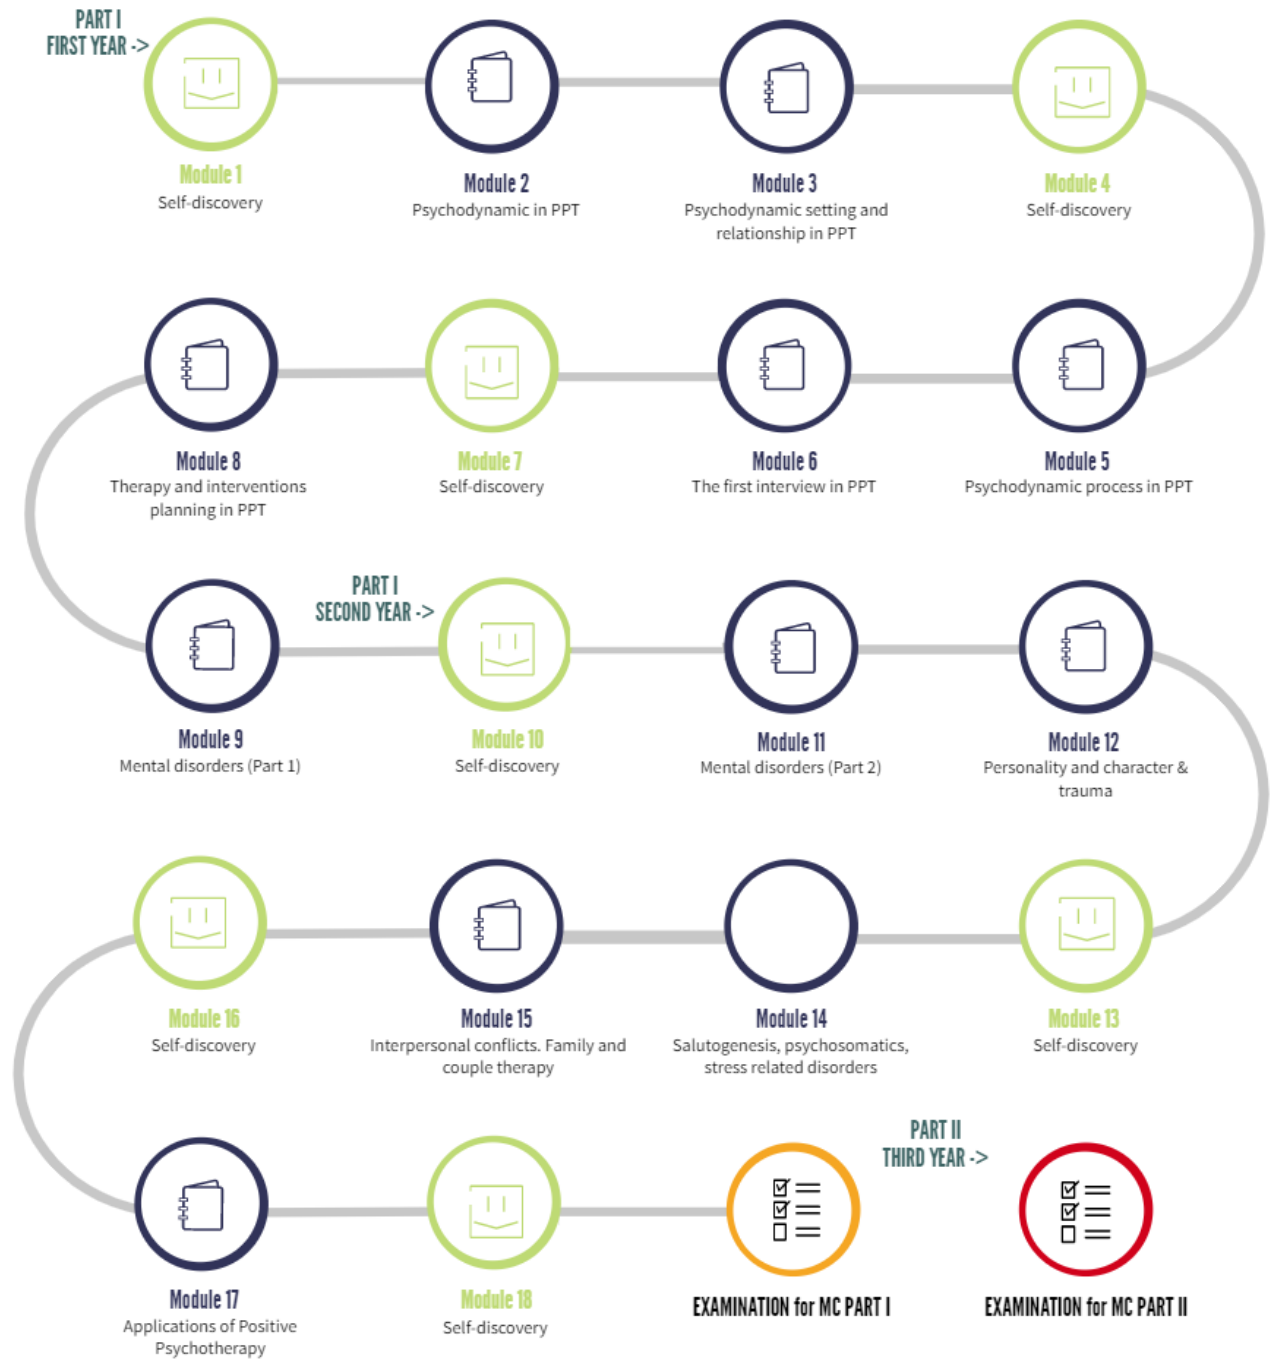 PART I
FIRST YEAR ->
Module 1
Self-discovery
Module 2
Psychodynamic in PPT
Module 3
Psychodynamic setting and
relationship in PPT
Module 4
Self-discovery
Module 8
Therapy and interventions
planning in PPT
Module 7
Self-discovery
Module 6
The first interview in PPT
Module 5
Psychodynamic process in PPT
Module 9
Mental disorders (Part 1)
PART I
SECOND YEAR ->
Module 10
Self-discovery
Module 11
Mental disorders (Part 2)
Module 12
Personality and character &
trauma
Module 16
Self-discovery
Module 15
Interpersonal conflicts. Family and
couple therapy
Module 14
Salutogenesis, psychosomatics,
stress related disorders
Module 13
Self-discovery
Module 17
Applications of Positive
Psychotherapy
Module 18
Self-discovery
EXAMINATION for MC PART I
PART II
THIRD YEAR ->
EXAMINATION for MC PART II